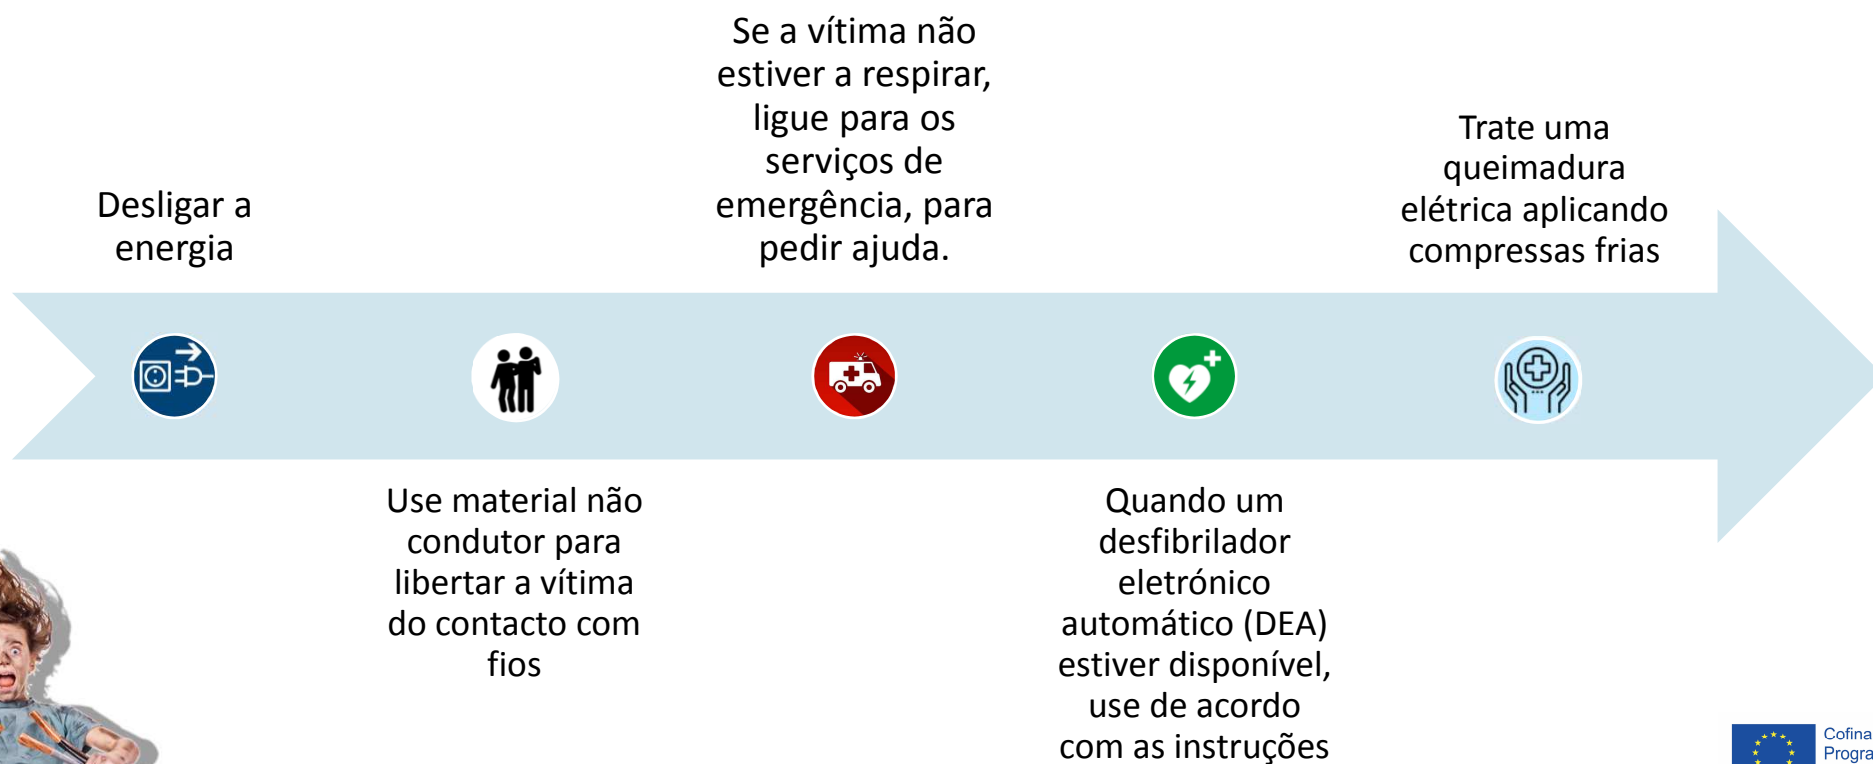 Desligar a
energia
Use material não
condutor para
libertar a vítima
do contacto com
fios
Se a vítima não
estiver a respirar,
ligue para os
serviços de
emergência, para
pedir ajuda.
Quando um
desfibrilador
eletrónico
automático (DEA)
estiver disponível,
use de acordo
com as instruções
Trate uma
queimadura
elétrica aplicando
compressas frias
Cofina
Progra